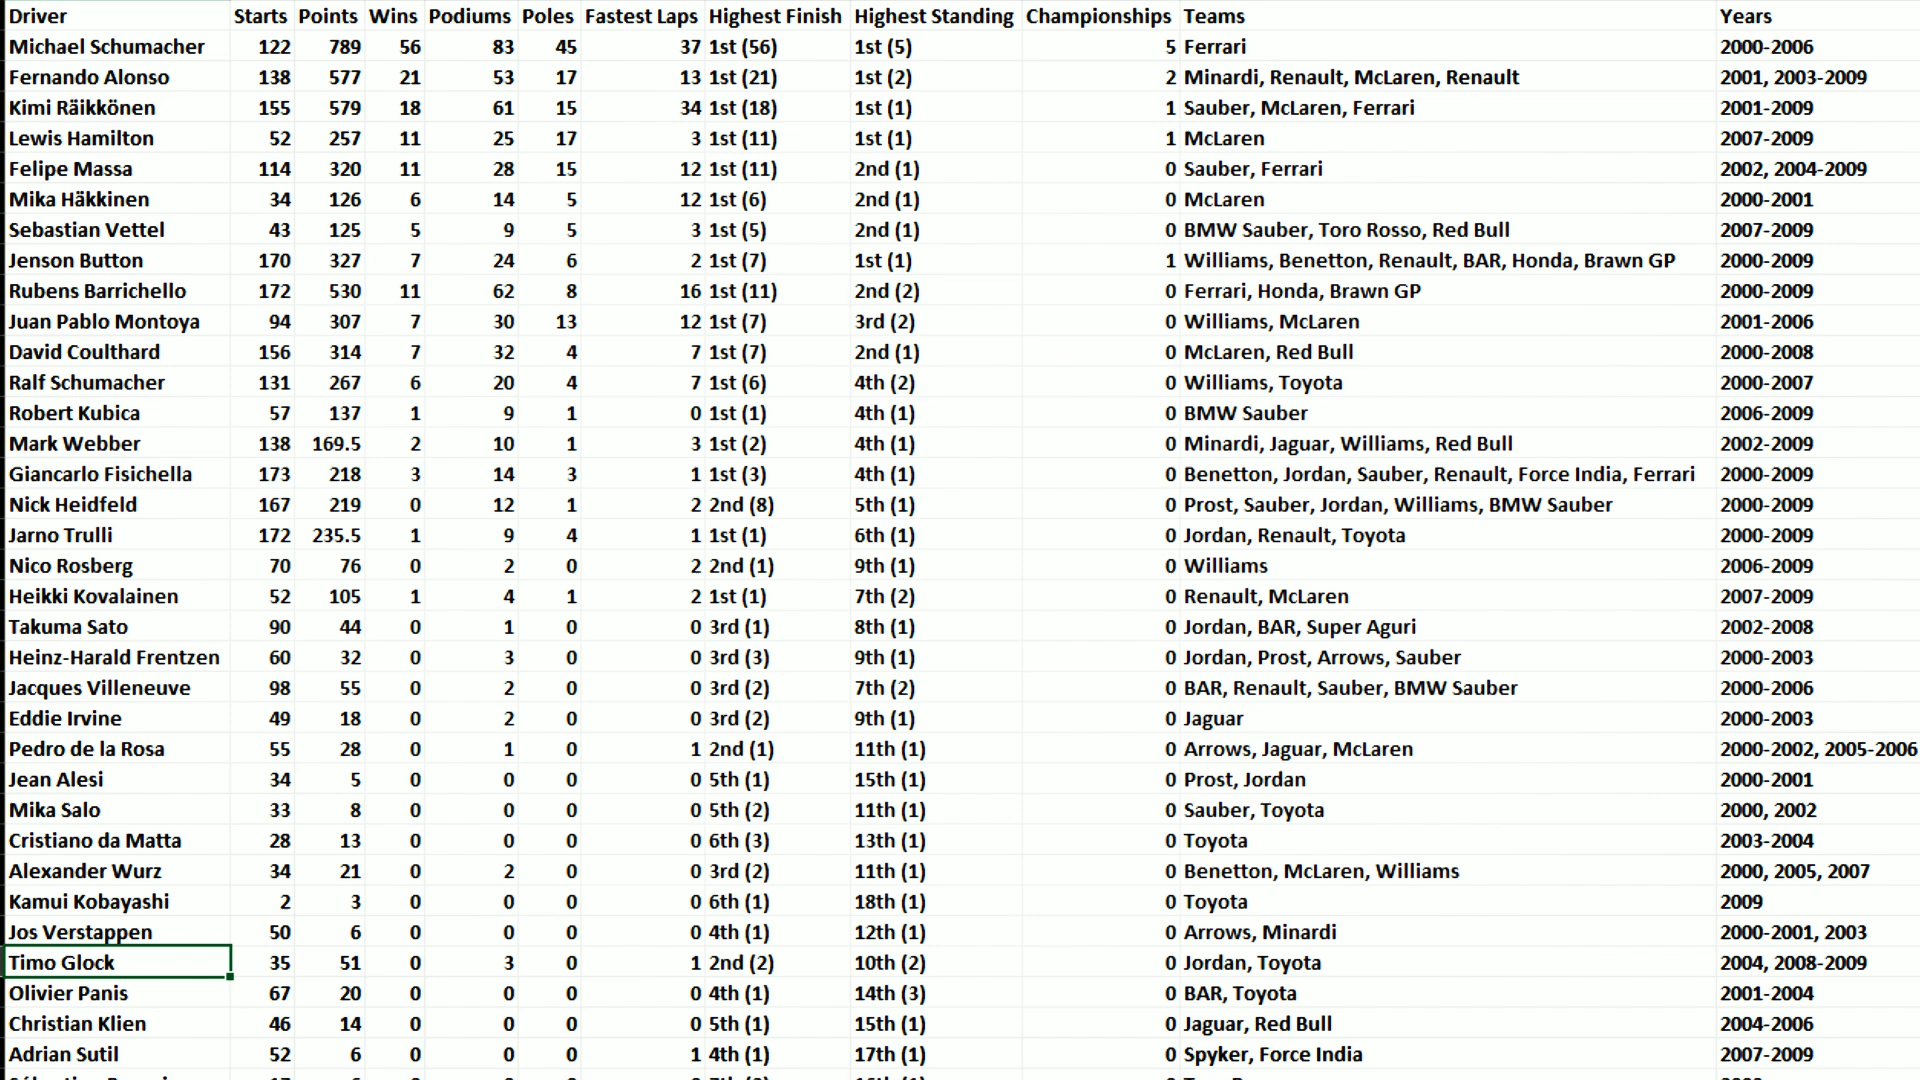 Driver Starts Points Wins Podiums Poles Fastest Laps Highest Finish Highest Standing Championships Teams Years
Michael Schumacher 122 789 56 83 45 37 1st (56) 1st (5) 5 Ferrari 2000-2006
Fernando Alonso 138 577 21 53 17 13 1st (21) 1st (2) 2 Minardi, Renault, McLaren, Renault 2001, 2003-2009
Kimi Räikkönen 155 579 18 61 15 34 1st (18) 1st (1) 1 Sauber, McLaren, Ferrari 2001-2009
Lewis Hamilton 52 257 11 25 17 3 1st (11) 1st (1) 1 McLaren 2007-2009
Felipe Massa 114 320 11 28 15 12 1st (11) 2nd (1) 0 Sauber, Ferrari 2002, 2004-2009
Mika Häkkinen 34 126 6 14 5 12 1st (6) 2nd (1) 0 McLaren 2000-2001
Sebastian Vettel 43 125 5 9 5 3 1st (5) 2nd (1) 0 BMW Sauber, Toro Rosso, Red Bull 2007-2009
Jenson Button 170 327 7 24 6 2 1st (7) 1st (1) 1 Williams, Benetton, Renault, BAR, Honda, Brawn GP 2000-2009
Rubens Barrichello 172 530 11 62 8 16 1st (11) 2nd (2) 0 Ferrari, Honda, Brawn GP 2000-2009
Juan Pablo Montoya 94 307 7 30 13 12 1st (7) 3rd (2) 0 Williams, McLaren 2001-2006
David Coulthard 156 314 7 32 4 7 1st (7) 2nd (1) 0 McLaren, Red Bull 2000-2008
Ralf Schumacher 131 267 6 20 4 7 1st (6) 4th (2) 0 Williams, Toyota 2000-2007
Robert Kubica 57 137 1 9 1 0 1st (1) 4th (1) 0 BMW Sauber 2006-2009
Mark Webber 138 169.5 2 10 1 3 1st (2) 4th (1) 0 Minardi, Jaguar, Williams, Red Bull 2002-2009
Giancarlo Fisichella 173 218 3 14 3 1 1st (3) 4th (1) 0 Benetton, Jordan, Sauber, Renault, Force India, Ferrari 2000-2009
Nick Heidfeld 167 219 0 12 1 2 2nd (8) 5th (1) 0 Prost, Sauber, Jordan, Williams, BMW Sauber 2000-2009
Jarno Trulli 172 235.5 1 9 4 1 1st (1) 6th (1) 0 Jordan, Renault, Toyota 2000-2009
Nico Rosberg 70 76 0 2 0 2 2nd (1) 9th (1) 0 Williams 2006-2009
Heikki Kovalainen 52 105 1 4 1 2 1st (1) 7th (2) 0 Renault, McLaren 2007-2009
Takuma Sato 90 44 0 1 0 0 3rd (1) 8th (1) 0 Jordan, BAR, Super Aguri 2002-2008
Heinz-Harald Frentzen 60 32 0 3 0 0 3rd (3) 9th (1) 0 Jordan, Prost, Arrows, Sauber 2000-2003
Jacques Villeneuve 98 55 0 2 0 0 3rd (2) 7th (2) 0 BAR, Renault, Sauber, BMW Sauber 2000-2006
Eddie Irvine 49 18 0 2 0 0 3rd (2) 9th (1) 0 Jaguar 2000-2003
Pedro de la Rosa 55 28 0 1 0 1 2nd (1) 11th (1) 0 Arrows, Jaguar, McLaren 2000-2002, 2005-2006
Jean Alesi 34 5 0 0 0 0 5th (1) 15th (1) 0 Prost, Jordan 2000-2001
Mika Salo 33 8 0 0 0 0 5th (2) 11th (1) 0 Sauber, Toyota 2000, 2002
Cristiano da Matta 28 13 0 0 0 0 6th (3) 13th (1) 0 Toyota 2003-2004
Alexander Wurz 34 21 0 2 0 0 3rd (2) 11th (1) 0 Benetton, McLaren, Williams 2000, 2005, 2007
Kamui Kobayashi 2 3 0 0 0 0 6th (1) 18th (1) 0 Toyota 2009
Jos Verstappen 50 6 0 0 0 0 4th (1) 12th (1) 0 Arrows, Minardi 2000-2001, 2003
Timo Glock 35 51 0 3 0 1 2nd (2) 10th (2) 0 Jordan, Toyota 2004, 2008-2009
Olivier Panis 67 20 0 0 0 0 4th (1) 14th (3) 0 BAR, Toyota 2001-2004
Christian Klien 46 14 0 0 0 0 5th (1) 15th (1) 0 Jaguar, Red Bull 2004-2006
Adrian Sutil 52 6 0 0 0 1 4th (1) 17th (1) 0 Spyker, Force India 2007-2009